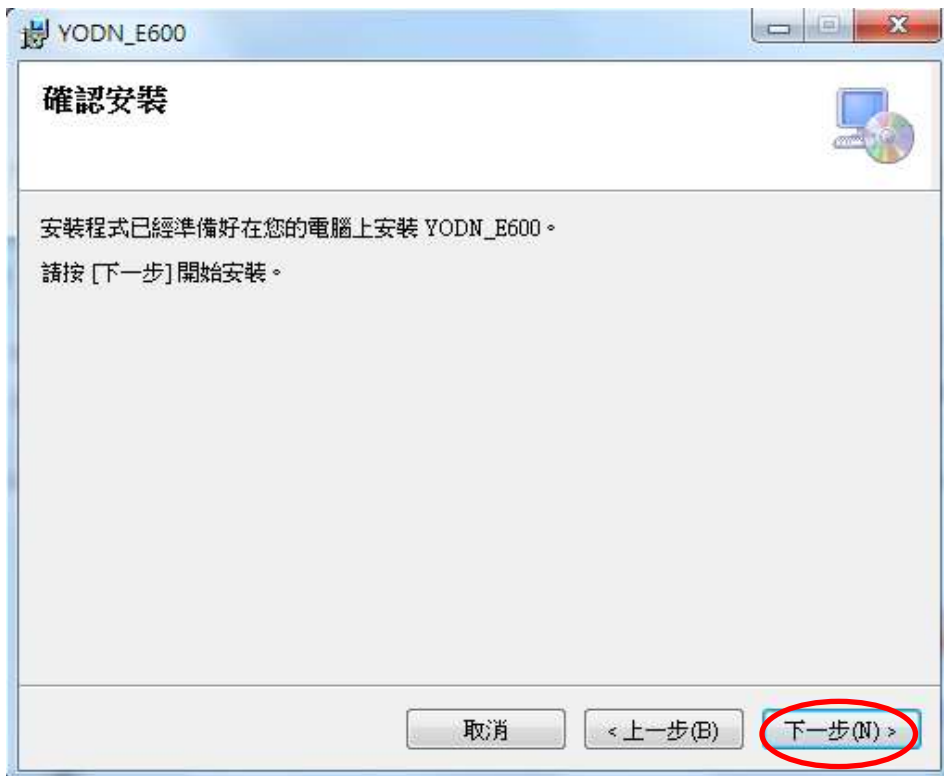 YODN_E600
確認安裝
安裝程式已經準備好在您的電腦上安裝 YODN_E600。
請按 [下一步] 開始安裝。
取消
<上一步(B)
下一步(N) >